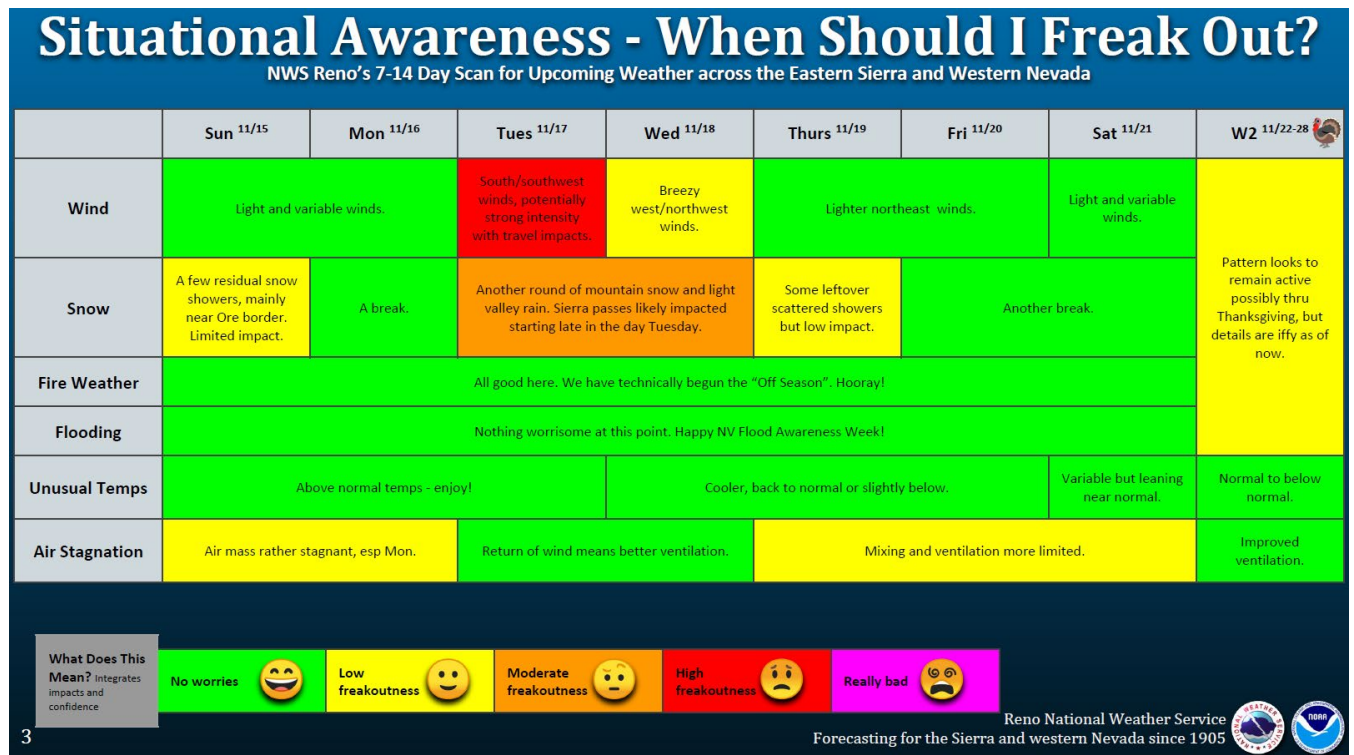 Situational Awareness - When Should I Freak Out?
NWS Reno's 7-14 Day Scan for Upcoming Weather across the Eastern Sierra and Western Nevada
Sun 11/15
Mon 11/16
Tues 11/17
Wed 11/18
Thurs 11/19
Fri 11/20
Sat 11/21
W2 11/22-28
Wind
Light and variable winds.
South/southwest
winds, potentially
strong intensity
with travel impacts.
Breezy
west/northwest
winds.
Lighter northeast winds.
Light and variable
winds.
Pattern looks to
remain active
possibly thru
Thanksgiving, but
details are iffy as of
now.
Snow
A few residual snow
showers, mainly
near Ore border.
Limited impact.
A break.
Another round of mountain snow and light
valley rain. Sierra passes likely impacted
starting late in the day Tuesday.
Some leftover
scattered showers
but low impact.
Another break.
Fire Weather
All good here. We have technically begun the "Off Season". Hooray!
Flooding
Nothing worrisome at this point. Happy NV Flood Awareness Week!
Unusual Temps
Above normal temps - enjoy!
Cooler, back to normal or slightly below.
Variable but leaning
near normal.
Normal to below
normal.
Air Stagnation
Air mass rather stagnant, esp Mon.
Return of wind means better ventilation.
Mixing and ventilation more limited.
Improved
ventilation.
What Does This
Mean? Integrates
impacts and
confidence
No worries
Low
freakoutness
Moderate
freakoutness
High
freakoutness
Really bad
3
Reno National Weather Service
Forecasting for the Sierra and western Nevada since 1905
NOAA